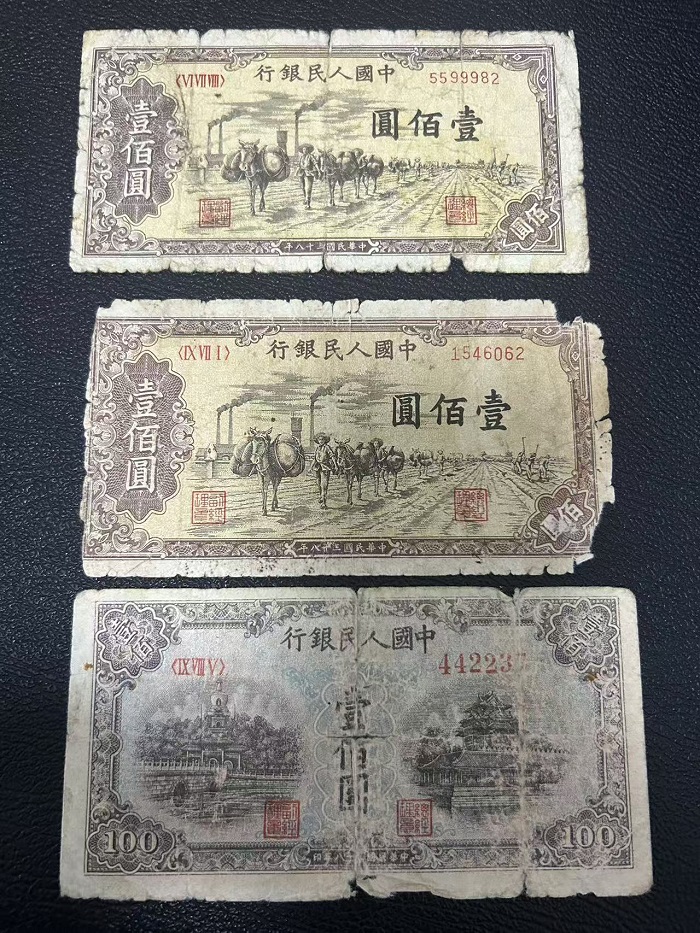 中國人民銀行
〈VI VII VIII〉
5599982
壹佰圓
壹佰圓
佰圓
中華民國三十八年
中國人民銀行
〈IX VII I〉
1546062
壹佰圓
壹佰圓
佰圓
中華民國三十八年
中國人民銀行
〈IX VIII V〉
442237
壹佰
壹佰圓
100
100